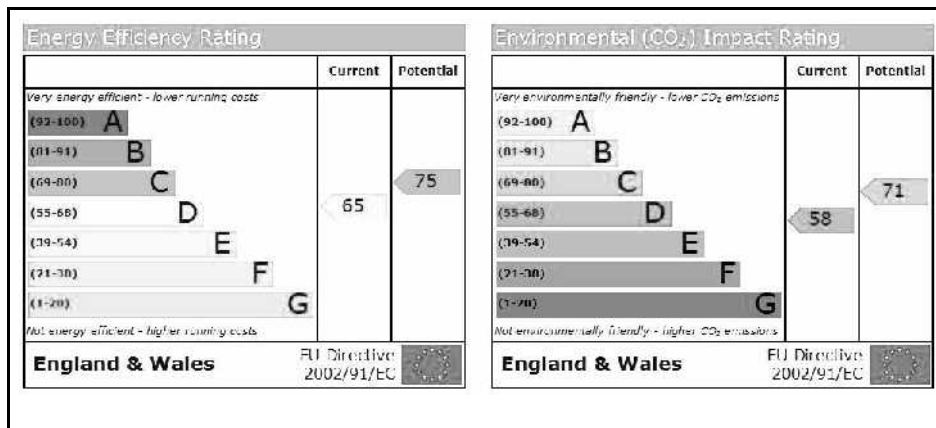 Energy Efficiency Rating
Current Potential
Very energy efficient - lower running costs
(92-100) A
(81-91) B
(69-80) C
75
(55-68) D
65
(39-54) E
(21-38) F
(1-20) G
Not energy efficient - higher running costs
England & Wales
EU Directive
2002/91/EC
Environmental (CO₂) Impact Rating
Current Potential
Very environmentally friendly - lower CO₂ emissions
(92-100) A
(81-91) B
(69-80) C
71
(55-68) D
58
(39-54) E
(21-38) F
(1-20) G
Not environmentally friendly - higher CO₂ emissions
England & Wales
EU Directive
2002/91/EC